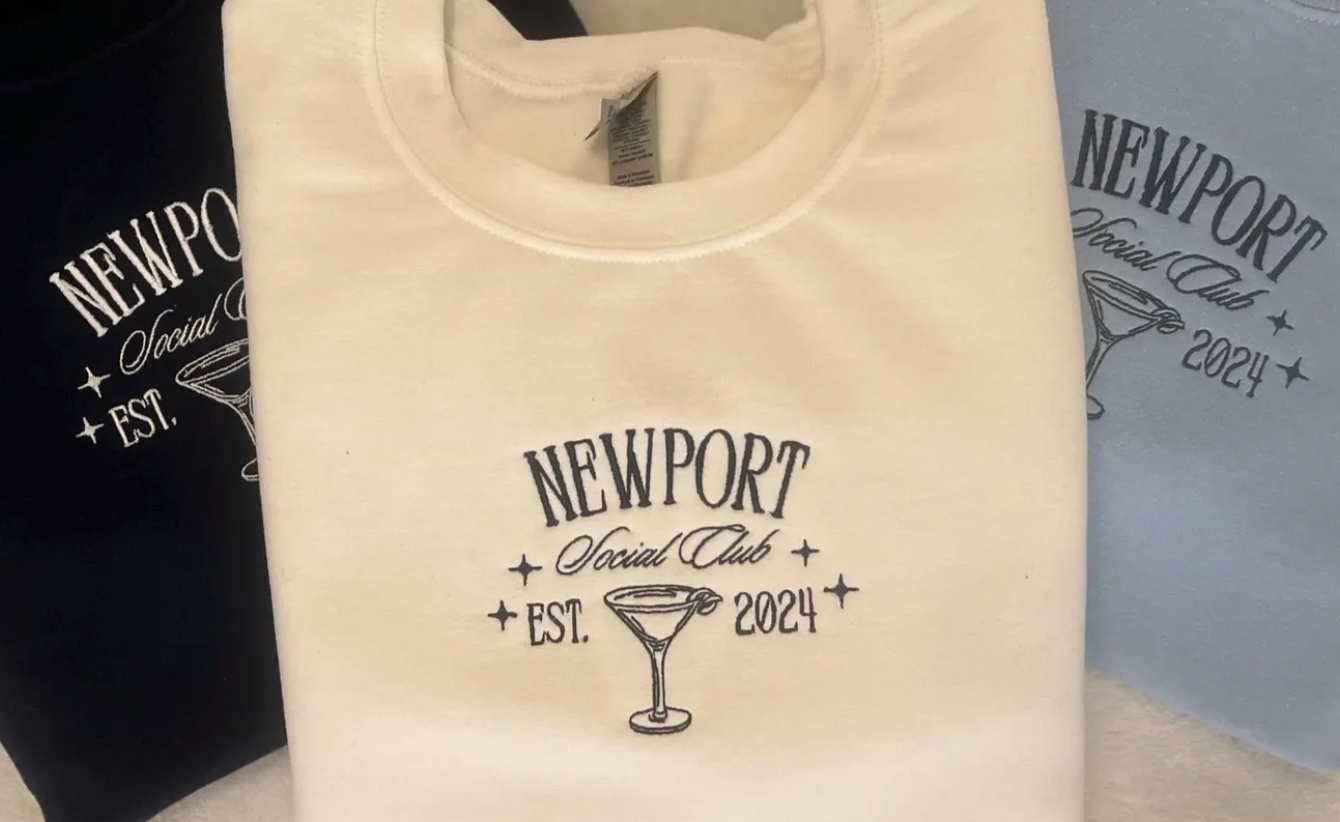 NEWPO
Social
EST.
NEWPORT
Social Club
EST. 2024
NEWPORT
Social Club
2024